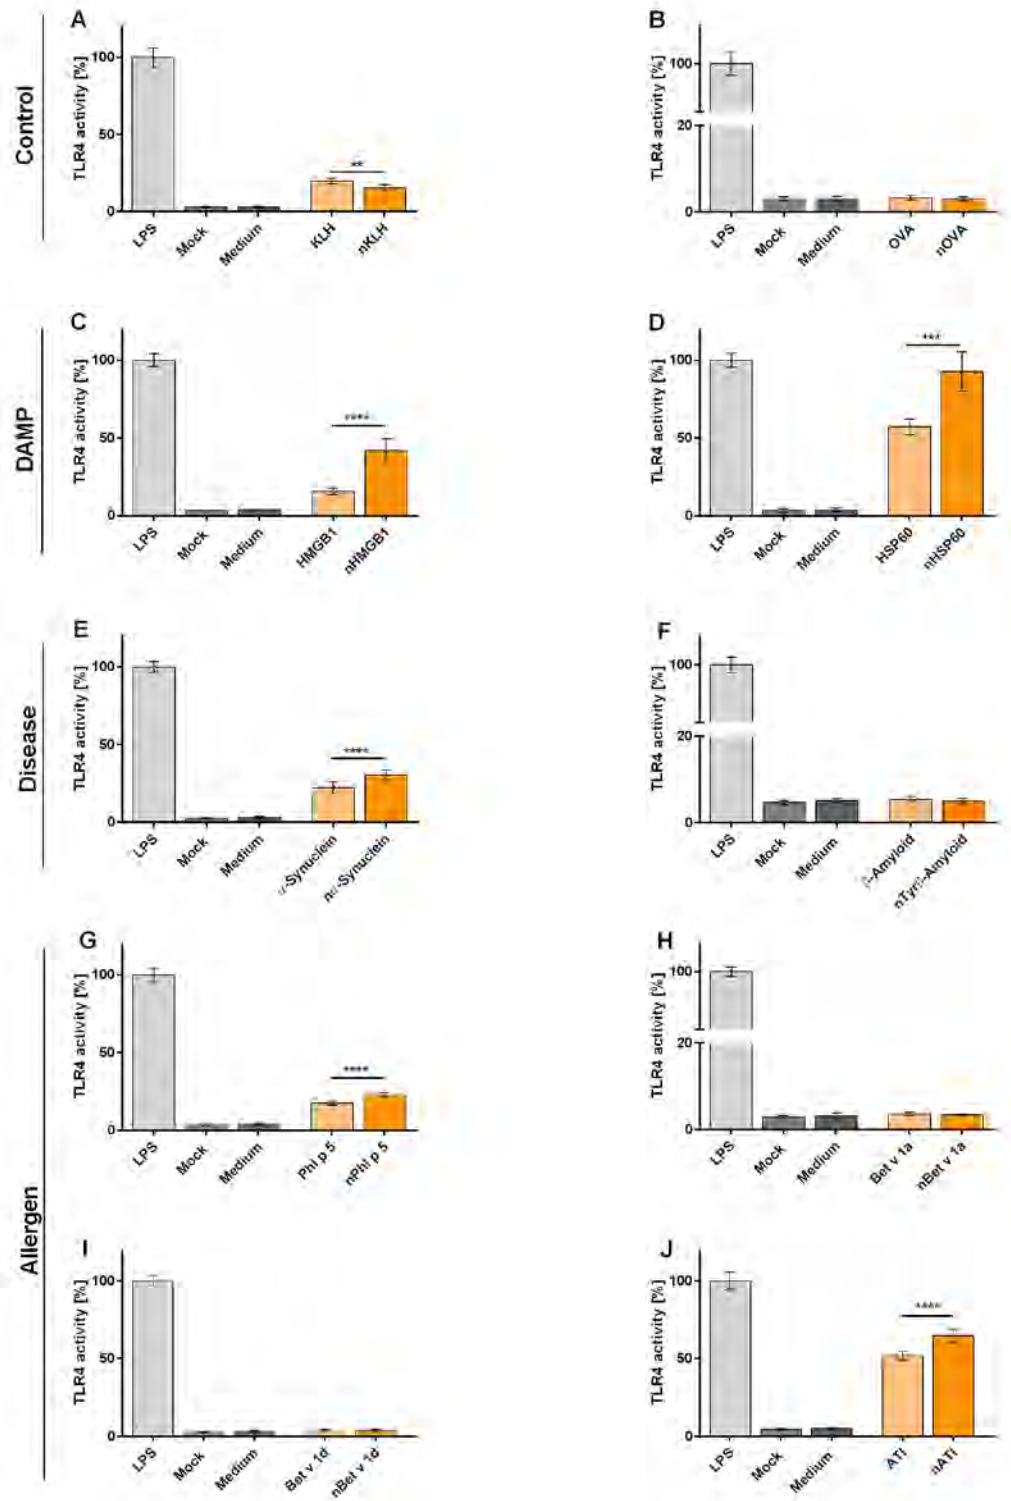 Control
A
TLR4 activity [%]
100
50
0
**
LPS
Mock
Medium
KLH
nKLH
B
TLR4 activity [%]
100
20
0
LPS
Mock
Medium
OVA
nOVA
DAMP
C
TLR4 activity [%]
100
50
0
****
LPS
Mock
Medium
HMGB1
nHMGB1
D
TLR4 activity [%]
100
50
0
***
LPS
Mock
Medium
HSP60
nHSP60
Disease
E
TLR4 activity [%]
100
50
0
****
LPS
Mock
Medium
α-Synuclein
nα-Synuclein
F
TLR4 activity [%]
100
20
0
LPS
Mock
Medium
β-Amyloid
nTyrβ-Amyloid
Allergen
G
TLR4 activity [%]
100
50
0
****
LPS
Mock
Medium
Phl p 5
nPhl p 5
H
TLR4 activity [%]
100
20
0
LPS
Mock
Medium
Bet v 1a
nBet v 1a
I
TLR4 activity [%]
100
50
0
LPS
Mock
Medium
Bet v 1d
nBet v 1d
J
TLR4 activity [%]
100
50
0
****
LPS
Mock
Medium
ATI
nATI